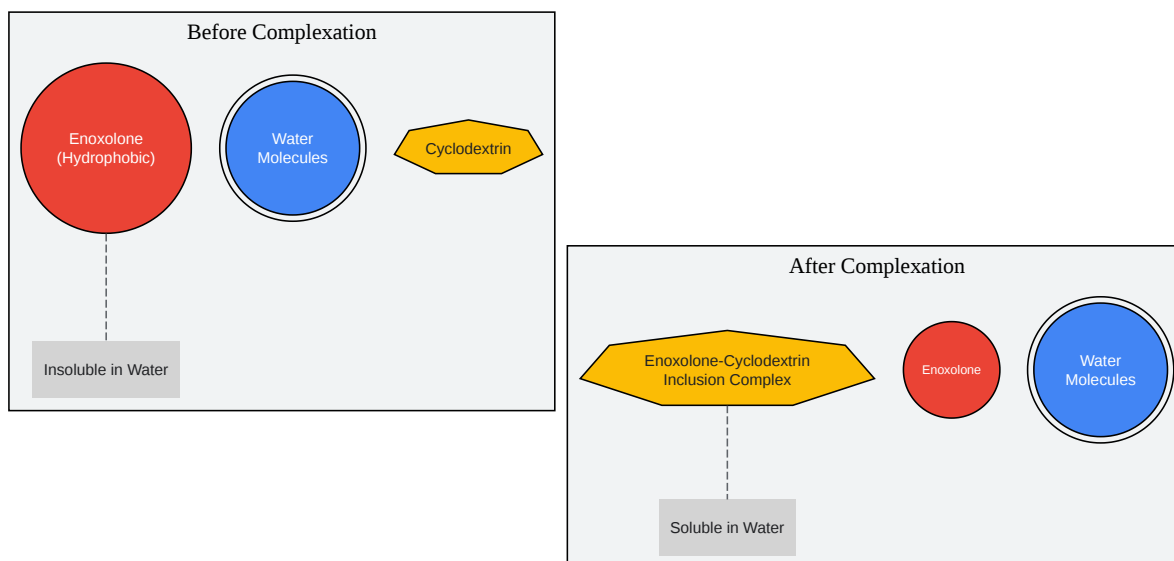 Before Complexation
Enoxolone
(Hydrophobic)
Water
Molecules
Cyclodextrin
Insoluble in Water
After Complexation
Enoxolone-Cyclodextrin
Inclusion Complex
Enoxolone
Water
Molecules
Soluble in Water